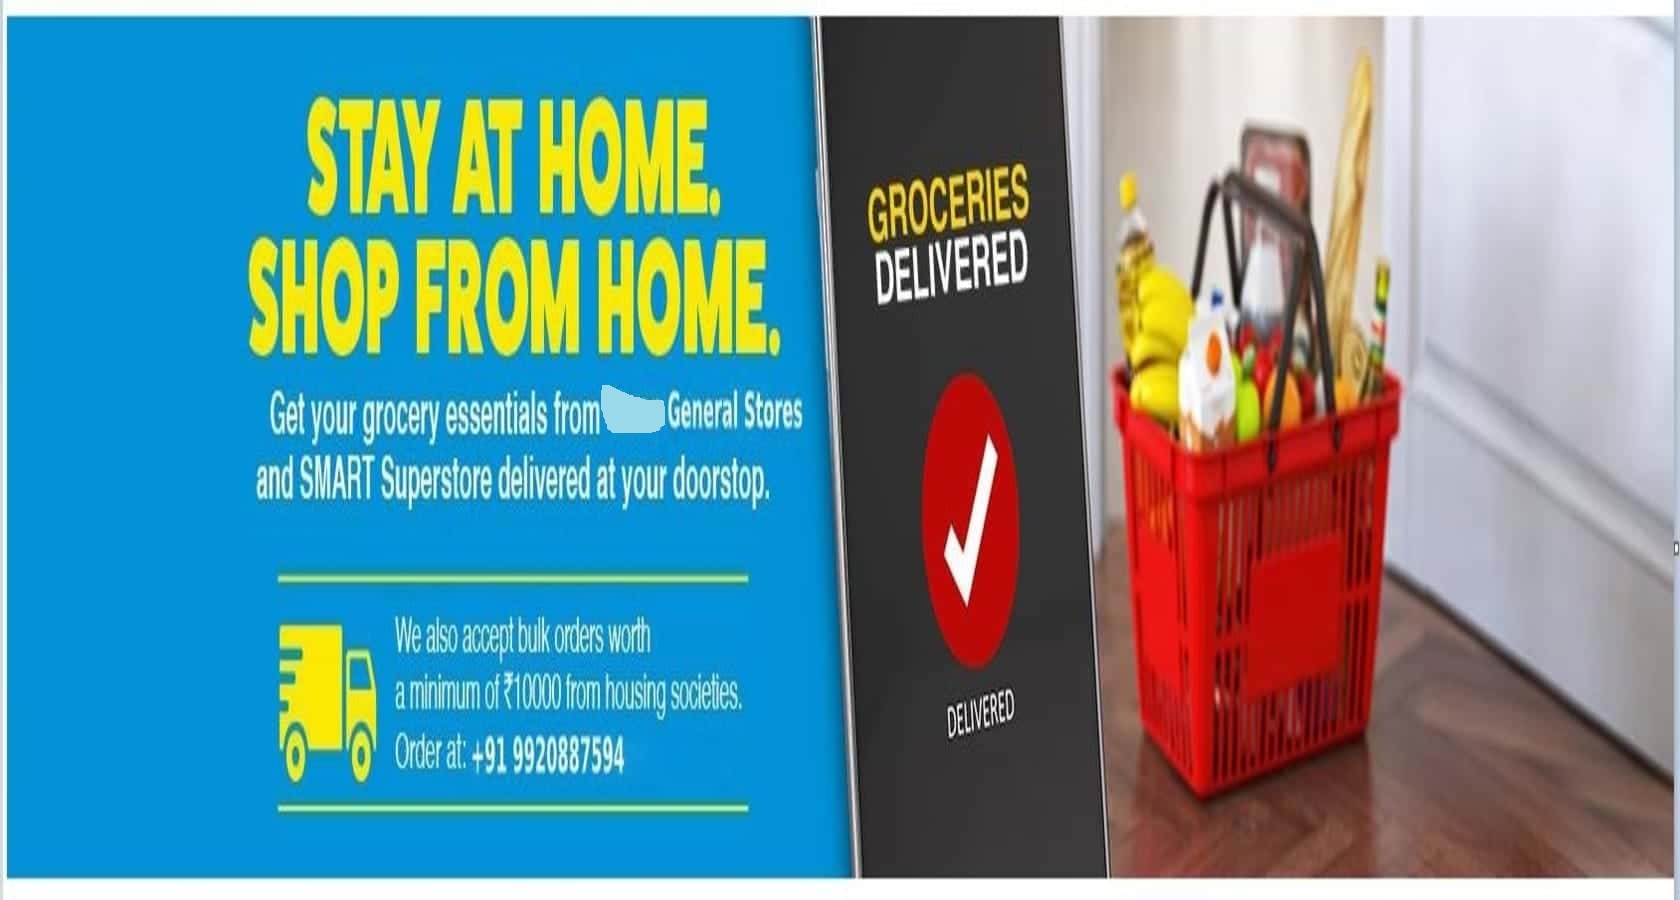 STAY AT HOME.
SHOP FROM HOME.
Get your grocery essentials from General Stores
and SMART Superstore delivered at your doorstop.
We also accept bulk orders worth
a minimum of ₹10000 from housing societies.
Order at: +91 9920887594
GROCERIES
DELIVERED
DELIVERED